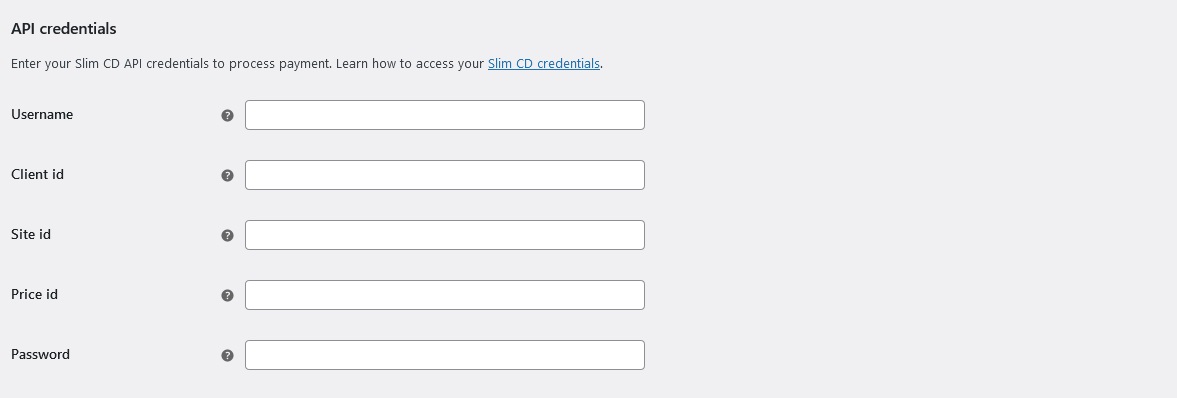 API credentials
Enter your Slim CD API credentials to process payment. Learn how to access your Slim CD credentials.
Username ?
Client id ?
Site id ?
Price id ?
Password ?